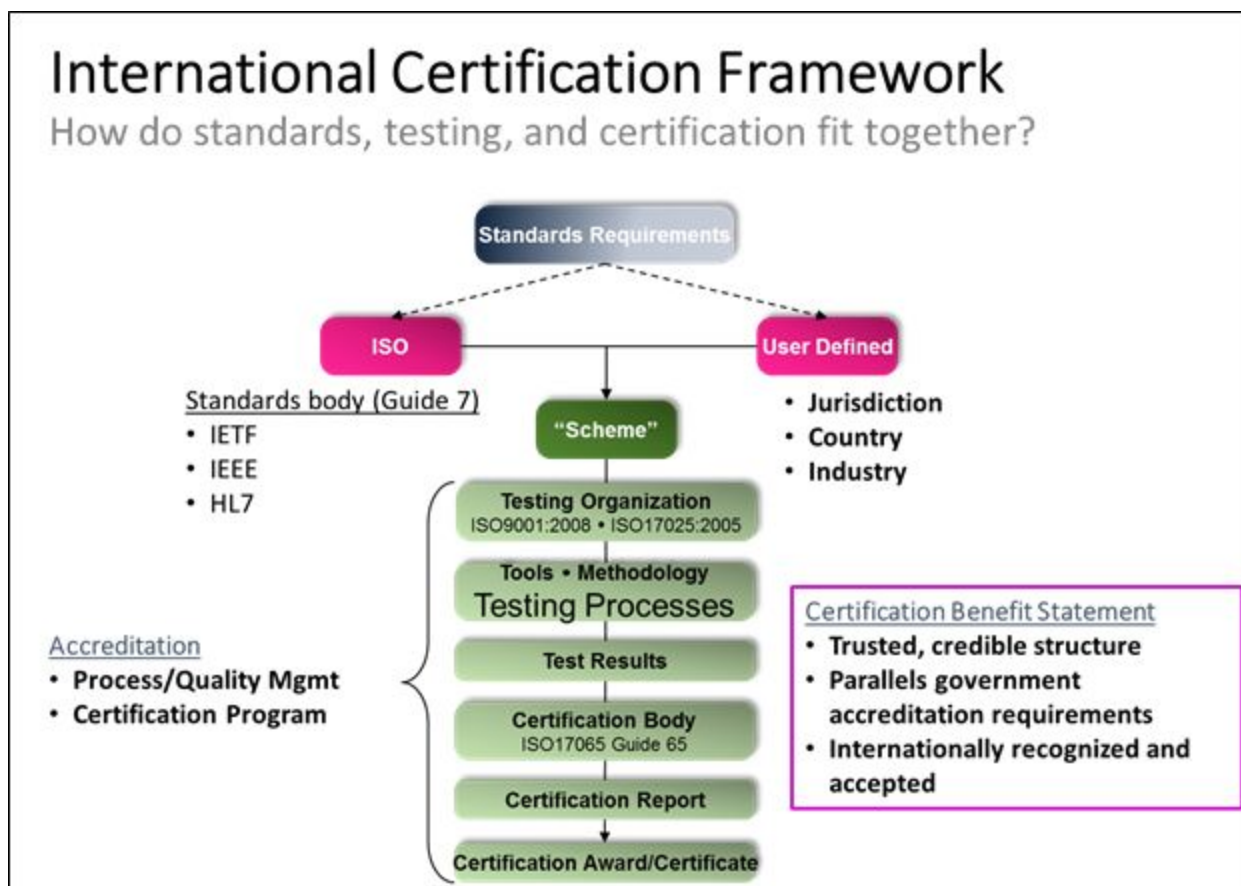 International Certification Framework
How do standards, testing, and certification fit together?
Standards Requirements
ISO
User Defined
Standards body (Guide 7)
• IETF
• IEEE
• HL7
• Jurisdiction
• Country
• Industry
“Scheme”
Testing Organization
ISO9001:2008 • ISO17025:2005
Tools • Methodology
Testing Processes
Test Results
Certification Body
ISO17065 Guide 65
Certification Report
Certification Award/Certificate
Accreditation
• Process/Quality Mgmt
• Certification Program
Certification Benefit Statement
• Trusted, credible structure
• Parallels government
accreditation requirements
• Internationally recognized and
accepted